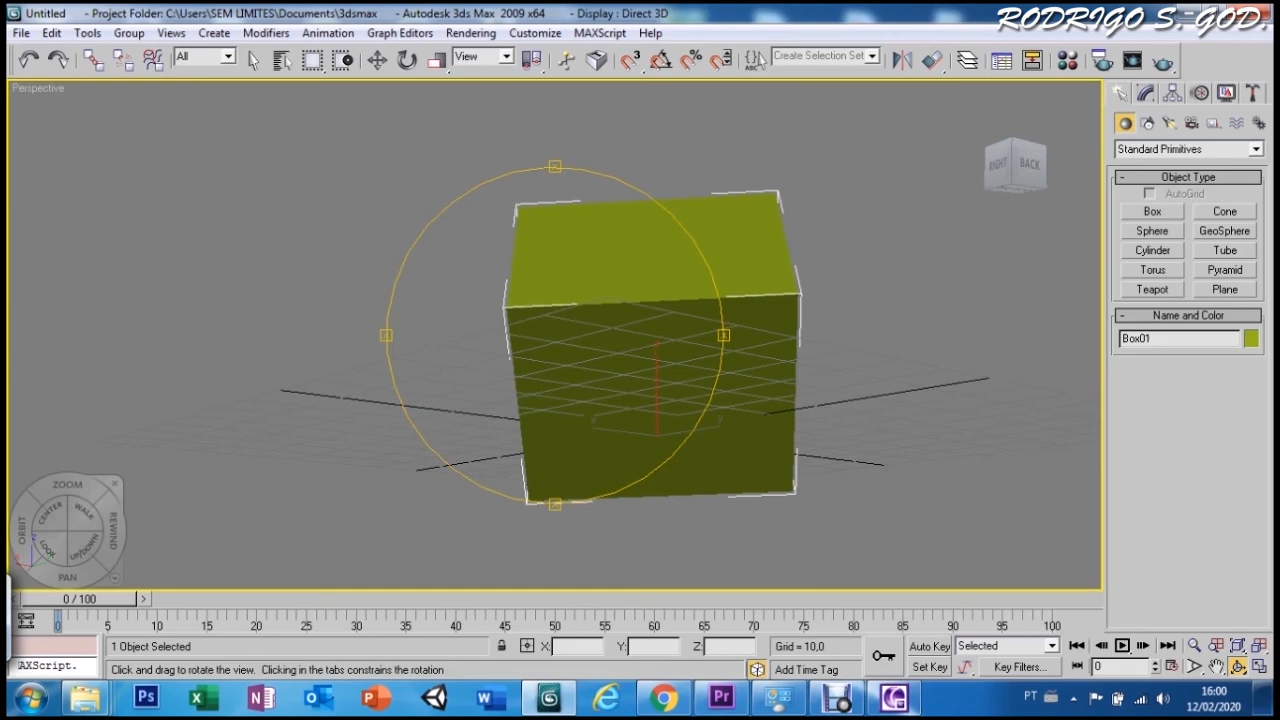 Untitled - Project Folder: C:\Users\SEM LIMITES\Documents\3dsmax - Autodesk 3ds Max 2009 x64 - Display : Direct 3D
RODRIGO S. GOD.
File Edit Tools Group Views Create Modifiers Animation Graph Editors Rendering Customize MAXScript Help
All View 3 Create Selection Set
Perspective
RIGHT BACK
Standard Primitives
- Object Type
AutoGrid
Box Cone
Sphere GeoSphere
Cylinder Tube
Torus Pyramid
Teapot Plane
- Name and Color
Box01
ZOOM
CENTER WALK
ORBIT REWIND
LOOK UP/DOWN
PAN
0 / 100 >
0 5 10 15 20 25 30 35 40 45 50 55 60 65 70 75 80 85 90 95 100
1 Object Selected X: Y: Z: Grid = 10,0 Auto Key Selected
AXScript. Click and drag to rotate the view. Clicking in the tabs constrains the rotation Add Time Tag Set Key Key Filters... 0
Ps X N O P W Pr PT 16:00
12/02/2020